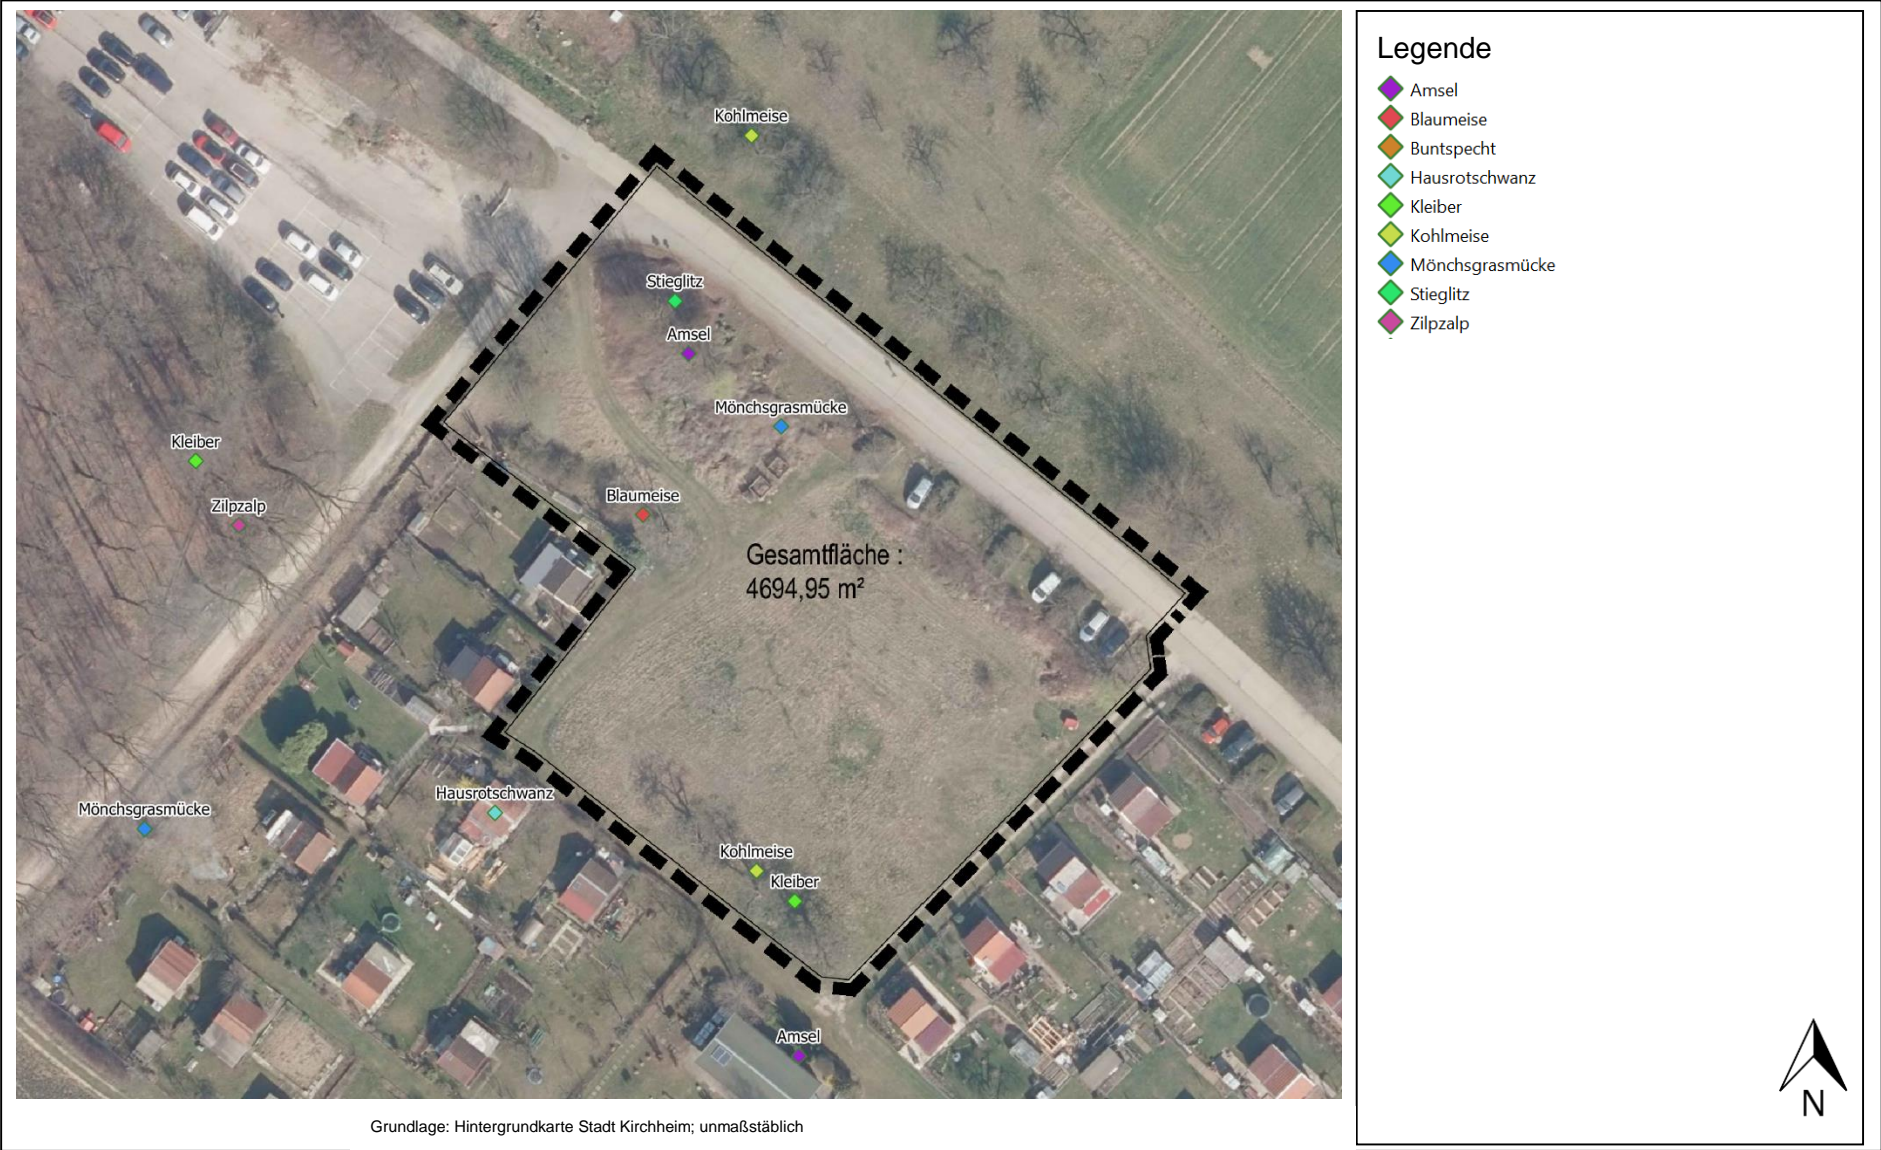 Kohlmeise
Stieglitz
Amsel
Mönchsgrasmücke
Kleiber
Blaumeise
Zilpzalp
Gesamtfläche :
4694,95 m²
Hausrotschwanz
Mönchsgrasmücke
Kohlmeise
Kleiber
Amsel
Grundlage: Hintergrundkarte Stadt Kirchheim; unmaßstäblich
Legende
Amsel
Blaumeise
Buntspecht
Hausrotschwanz
Kleiber
Kohlmeise
Mönchsgrasmücke
Stieglitz
Zilpzalp
N